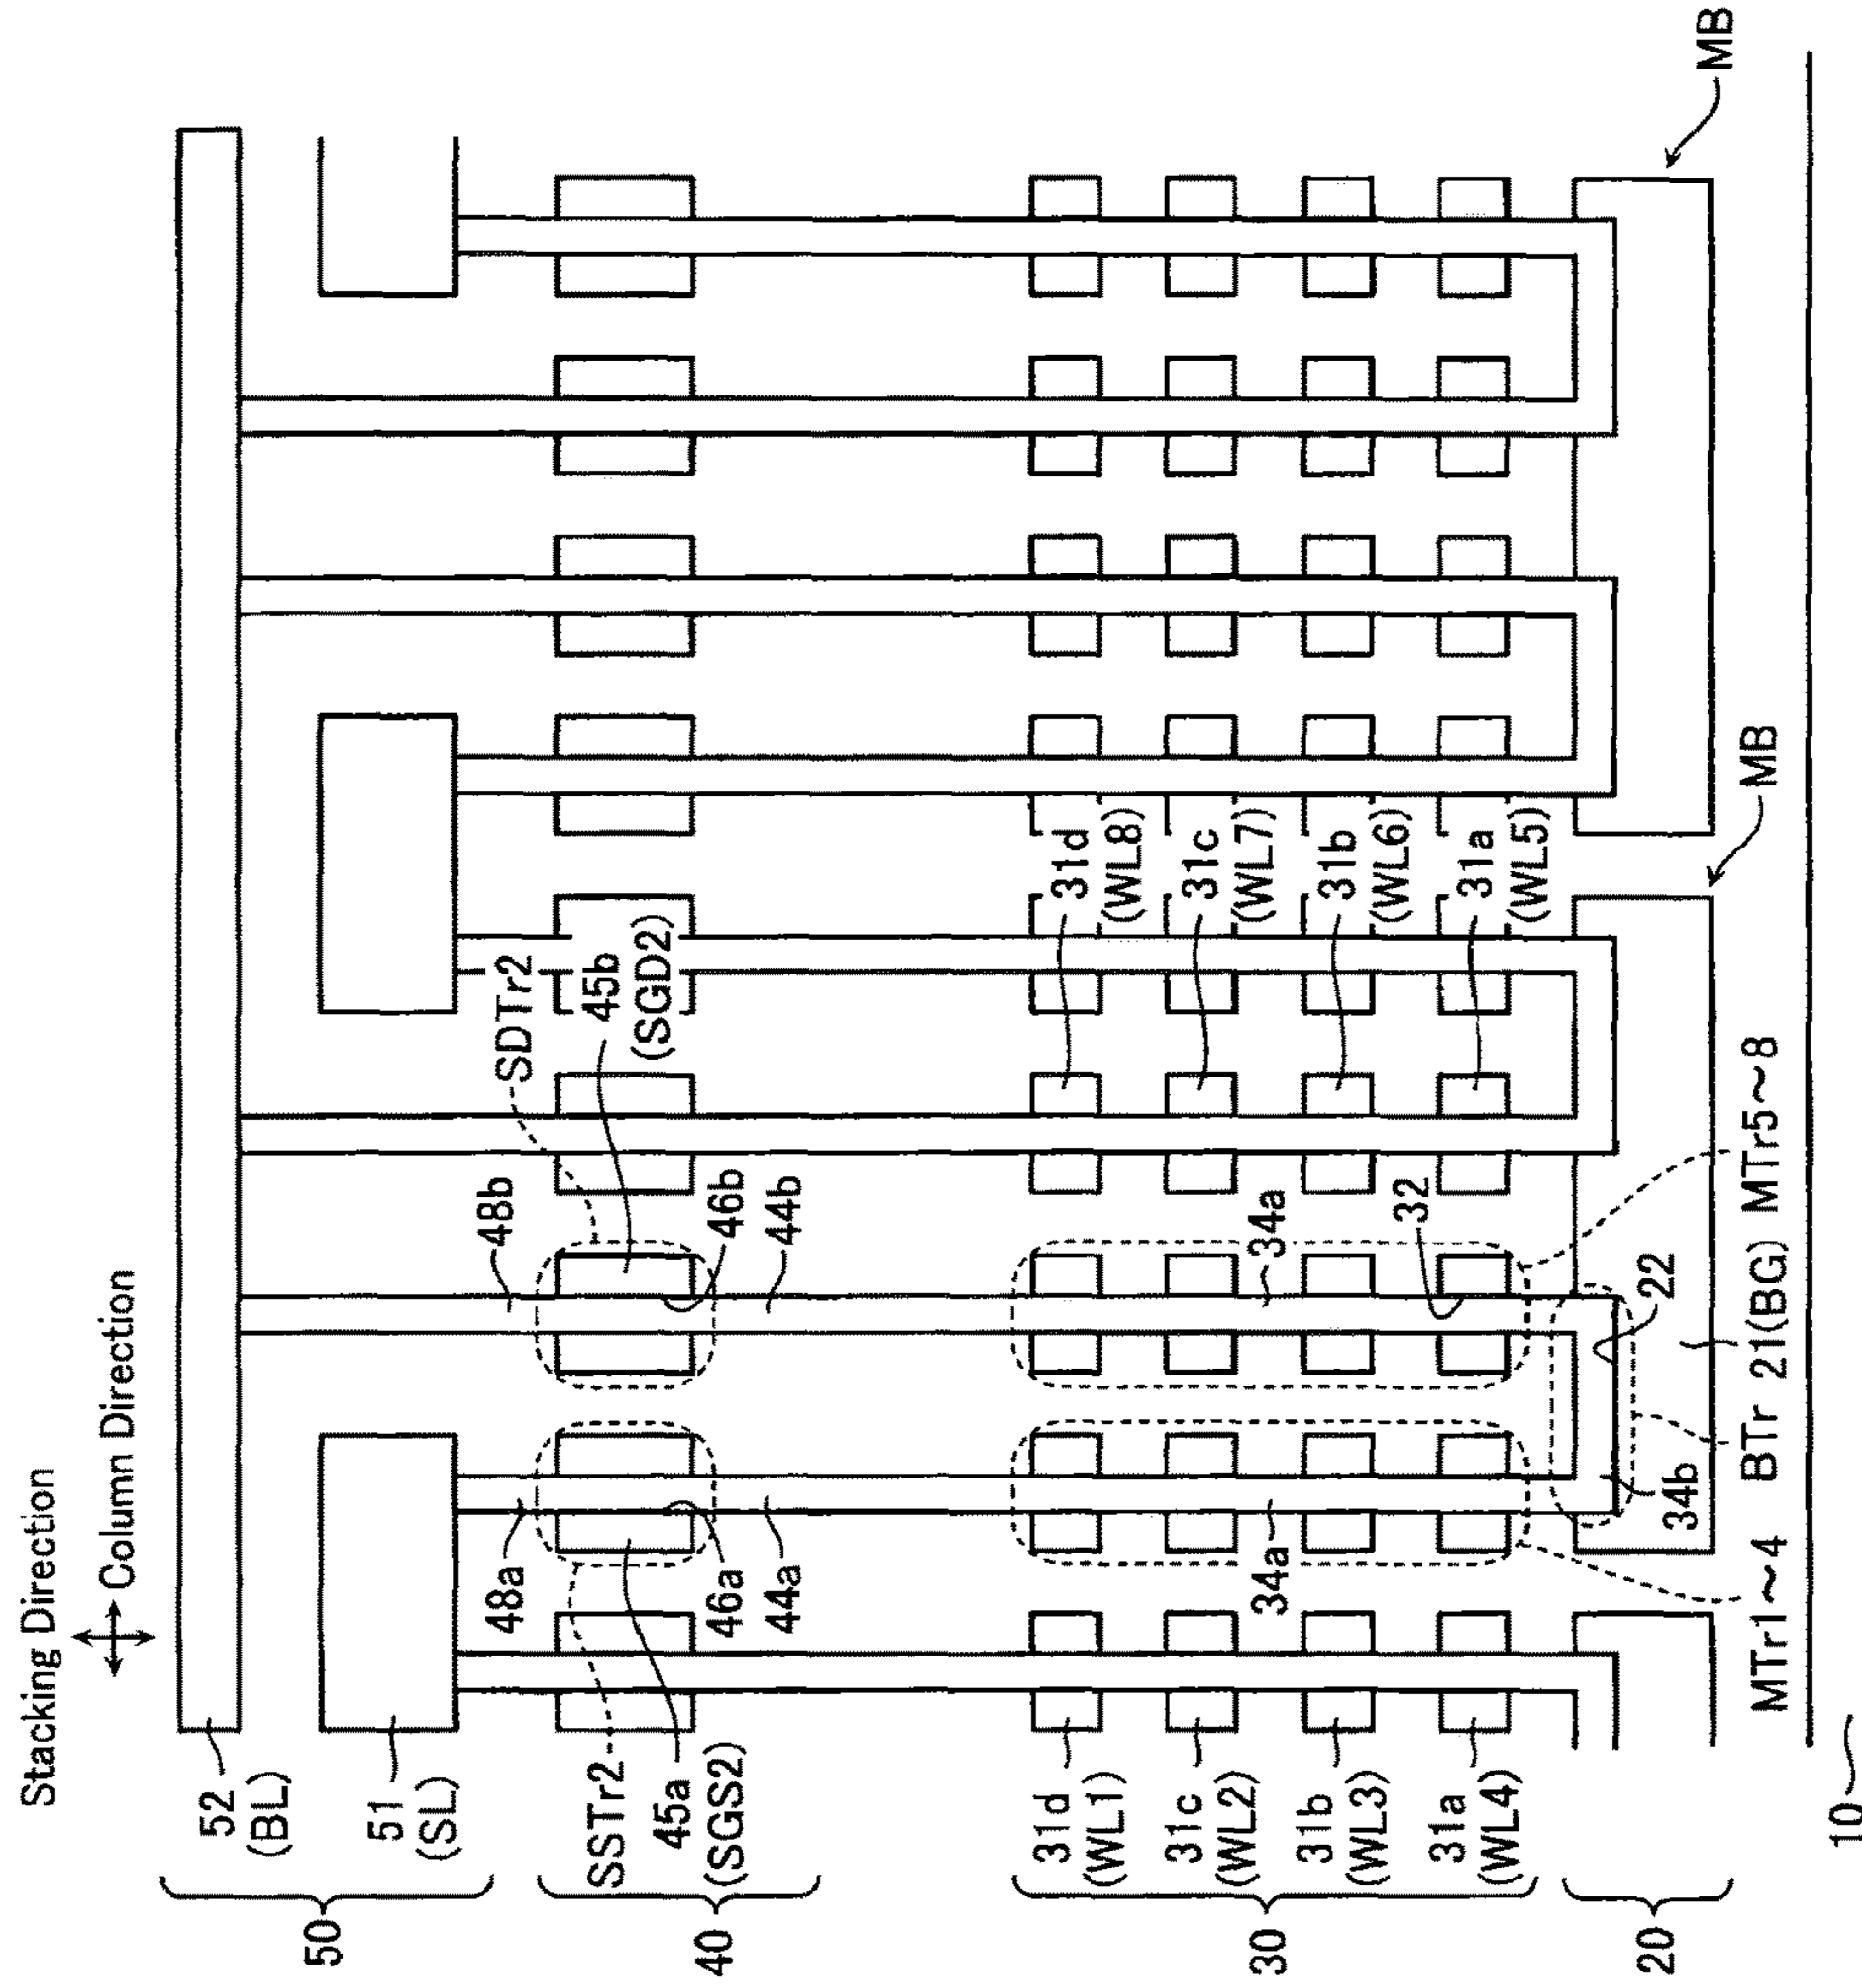 Stacking Direction
Column Direction
50
52
(BL)
51
(SL)
40
SSTr2
45a
(SGS2)
48a
46a
44a
48b
46b
44b
SDTr2
45b
(SGD2)
30
31d
(WL1)
31c
(WL2)
31b
(WL3)
31a
(WL4)
34a
34a
32
31d
(WL8)
31c
(WL7)
31b
(WL6)
31a
(WL5)
20
34b
22
MTr1~4 BTr 21(BG) MTr5~8
MB
MB
10